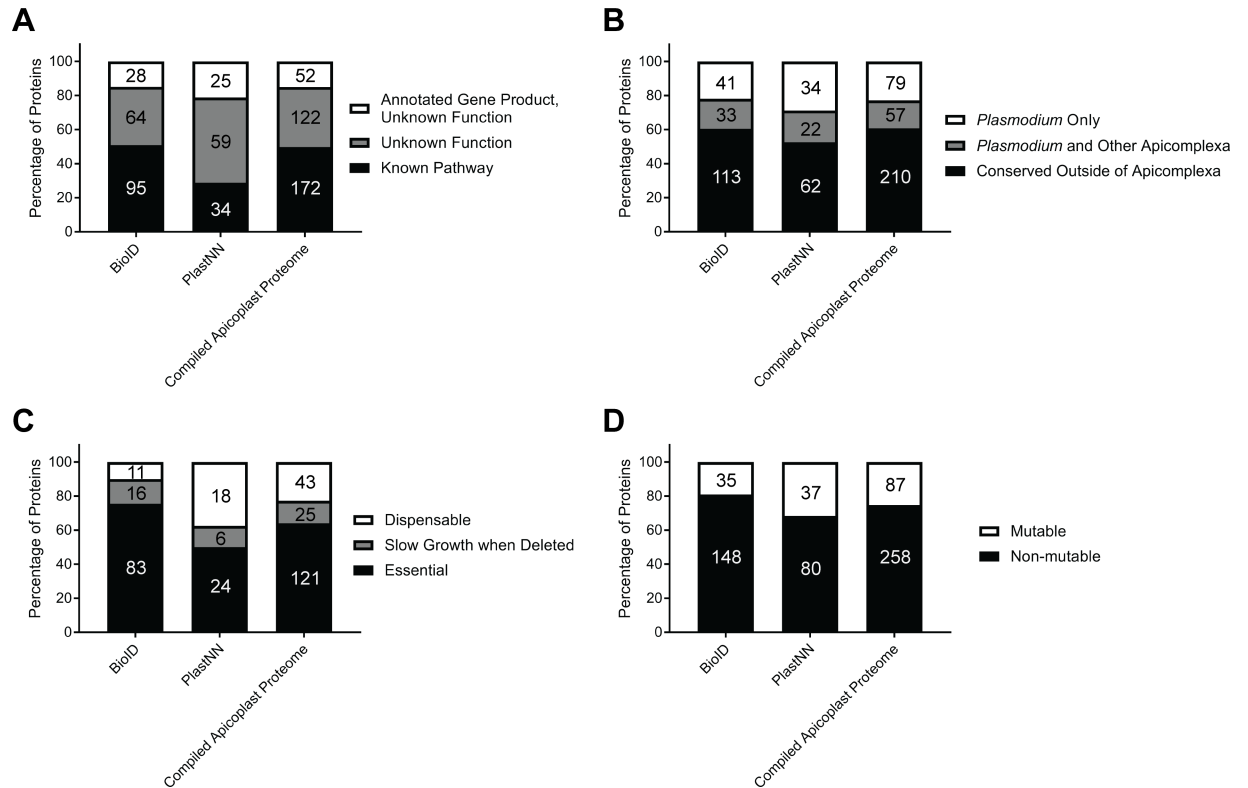 A
Percentage of Proteins
100
80
60
40
20
0
28
64
95
25
59
34
52
122
172
BioID
PlastNN
Compiled Apicoplast Proteome
Annotated Gene Product,
Unknown Function
Unknown Function
Known Pathway
B
Percentage of Proteins
100
80
60
40
20
0
41
33
113
34
22
62
79
57
210
BioID
PlastNN
Compiled Apicoplast Proteome
Plasmodium Only
Plasmodium and Other Apicomplexa
Conserved Outside of Apicomplexa
C
Percentage of Proteins
100
80
60
40
20
0
11
16
83
18
6
24
43
25
121
BioID
PlastNN
Compiled Apicoplast Proteome
Dispensable
Slow Growth when Deleted
Essential
D
Percentage of Proteins
100
80
60
40
20
0
35
148
37
80
87
258
BioID
PlastNN
Compiled Apicoplast Proteome
Mutable
Non-mutable